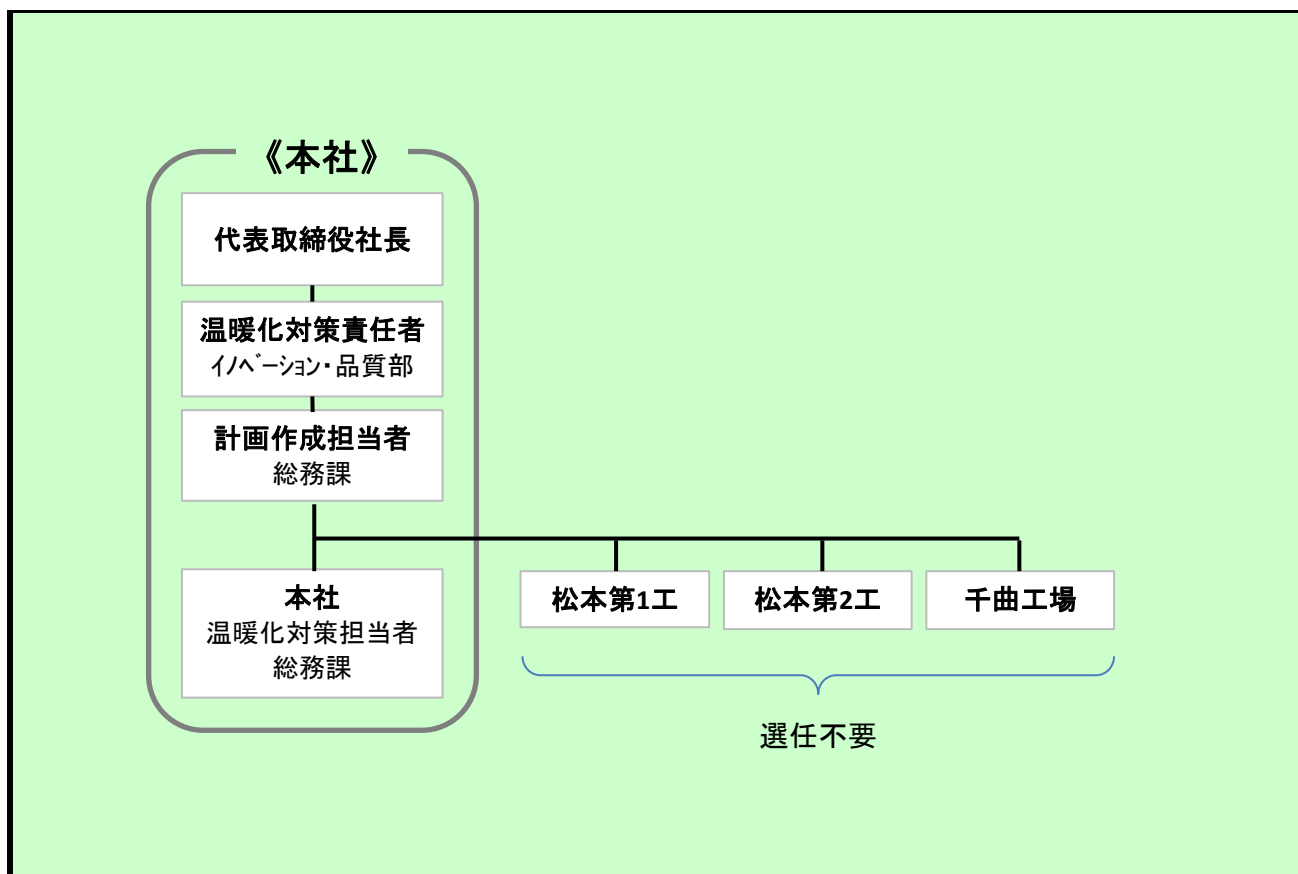 《本社》
代表取締役社長
温暖化対策責任者
ｲﾉﾍﾞｰｼｮﾝ・品質部
計画作成担当者
総務課
本社
温暖化対策担当者
総務課
松本第1工
松本第2工
千曲工場
選任不要